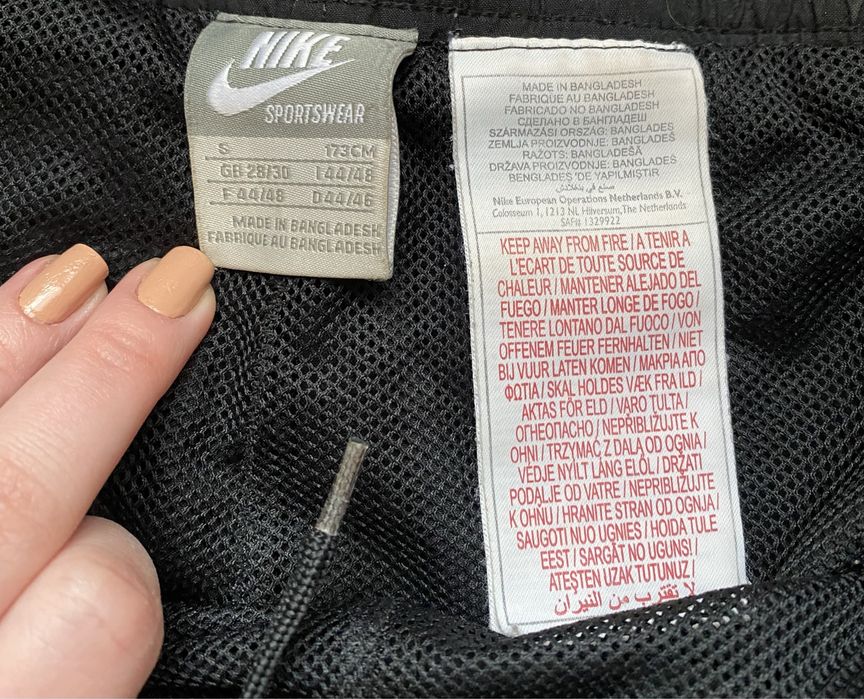 NIKE
SPORTSWEAR
S 173CM
GB 28/30 I 44/48
F 44/48 D 44/46
MADE IN BANGLADESH
FABRIQUE AU BANGLADESH
MADE IN BANGLADESH
FABRIQUE AU BANGLADESH
FABRICADO NO BANGLADESH
СДЕЛАНО В БАНГЛАДЕШ
SZÁRMAZÁSI ORSZÁG: BANGLADES
ZEMLJA PROIZVODNJE: BANGLADEŠ
RAŽOTS: BANGLADEŠĀ
DRŽAVA PROIZVODNJE: BANGLADEŠ
BENGLADEŞ 'DE YAPILMIŞTIR
صنع في بنغلادش
Nike European Operations Netherlands B.V.
Colosseum 1, 1213 NL Hilversum, The Netherlands
SAF# 1329922
KEEP AWAY FROM FIRE / A TENIR A
L'ECART DE TOUTE SOURCE DE
CHALEUR / MANTENER ALEJADO DEL
FUEGO / MANTER LONGE DE FOGO /
TENERE LONTANO DAL FUOCO / VON
OFFENEM FEUER FERNHALTEN / NIET
BIJ VUUR LATEN KOMEN / ΜΑΚΡΙΑ ΑΠΟ
ΦΩΤΙΑ / SKAL HOLDES VÆK FRA ILD /
AKTAS FÖR ELD / VARO TULTA /
ОГНЕОПАСНО / NEPŘIBLIŽUJTE K
OHNI / TRZYMAĆ Z DALA OD OGNIA /
VÉDJE NYÍLT LÁNG ELŐL / DRŽATI
PODALJE OD VATRE / NEPRIBLIŽUJTE
K OHŇU / HRANITE STRAN OD OGNJA /
SAUGOTI NUO UGNIES / HOIDA TULE
EEST / SARGĀT NO UGUNS! /
ATEŞTEN UZAK TUTUNUZ /
لا تقترب من النيران